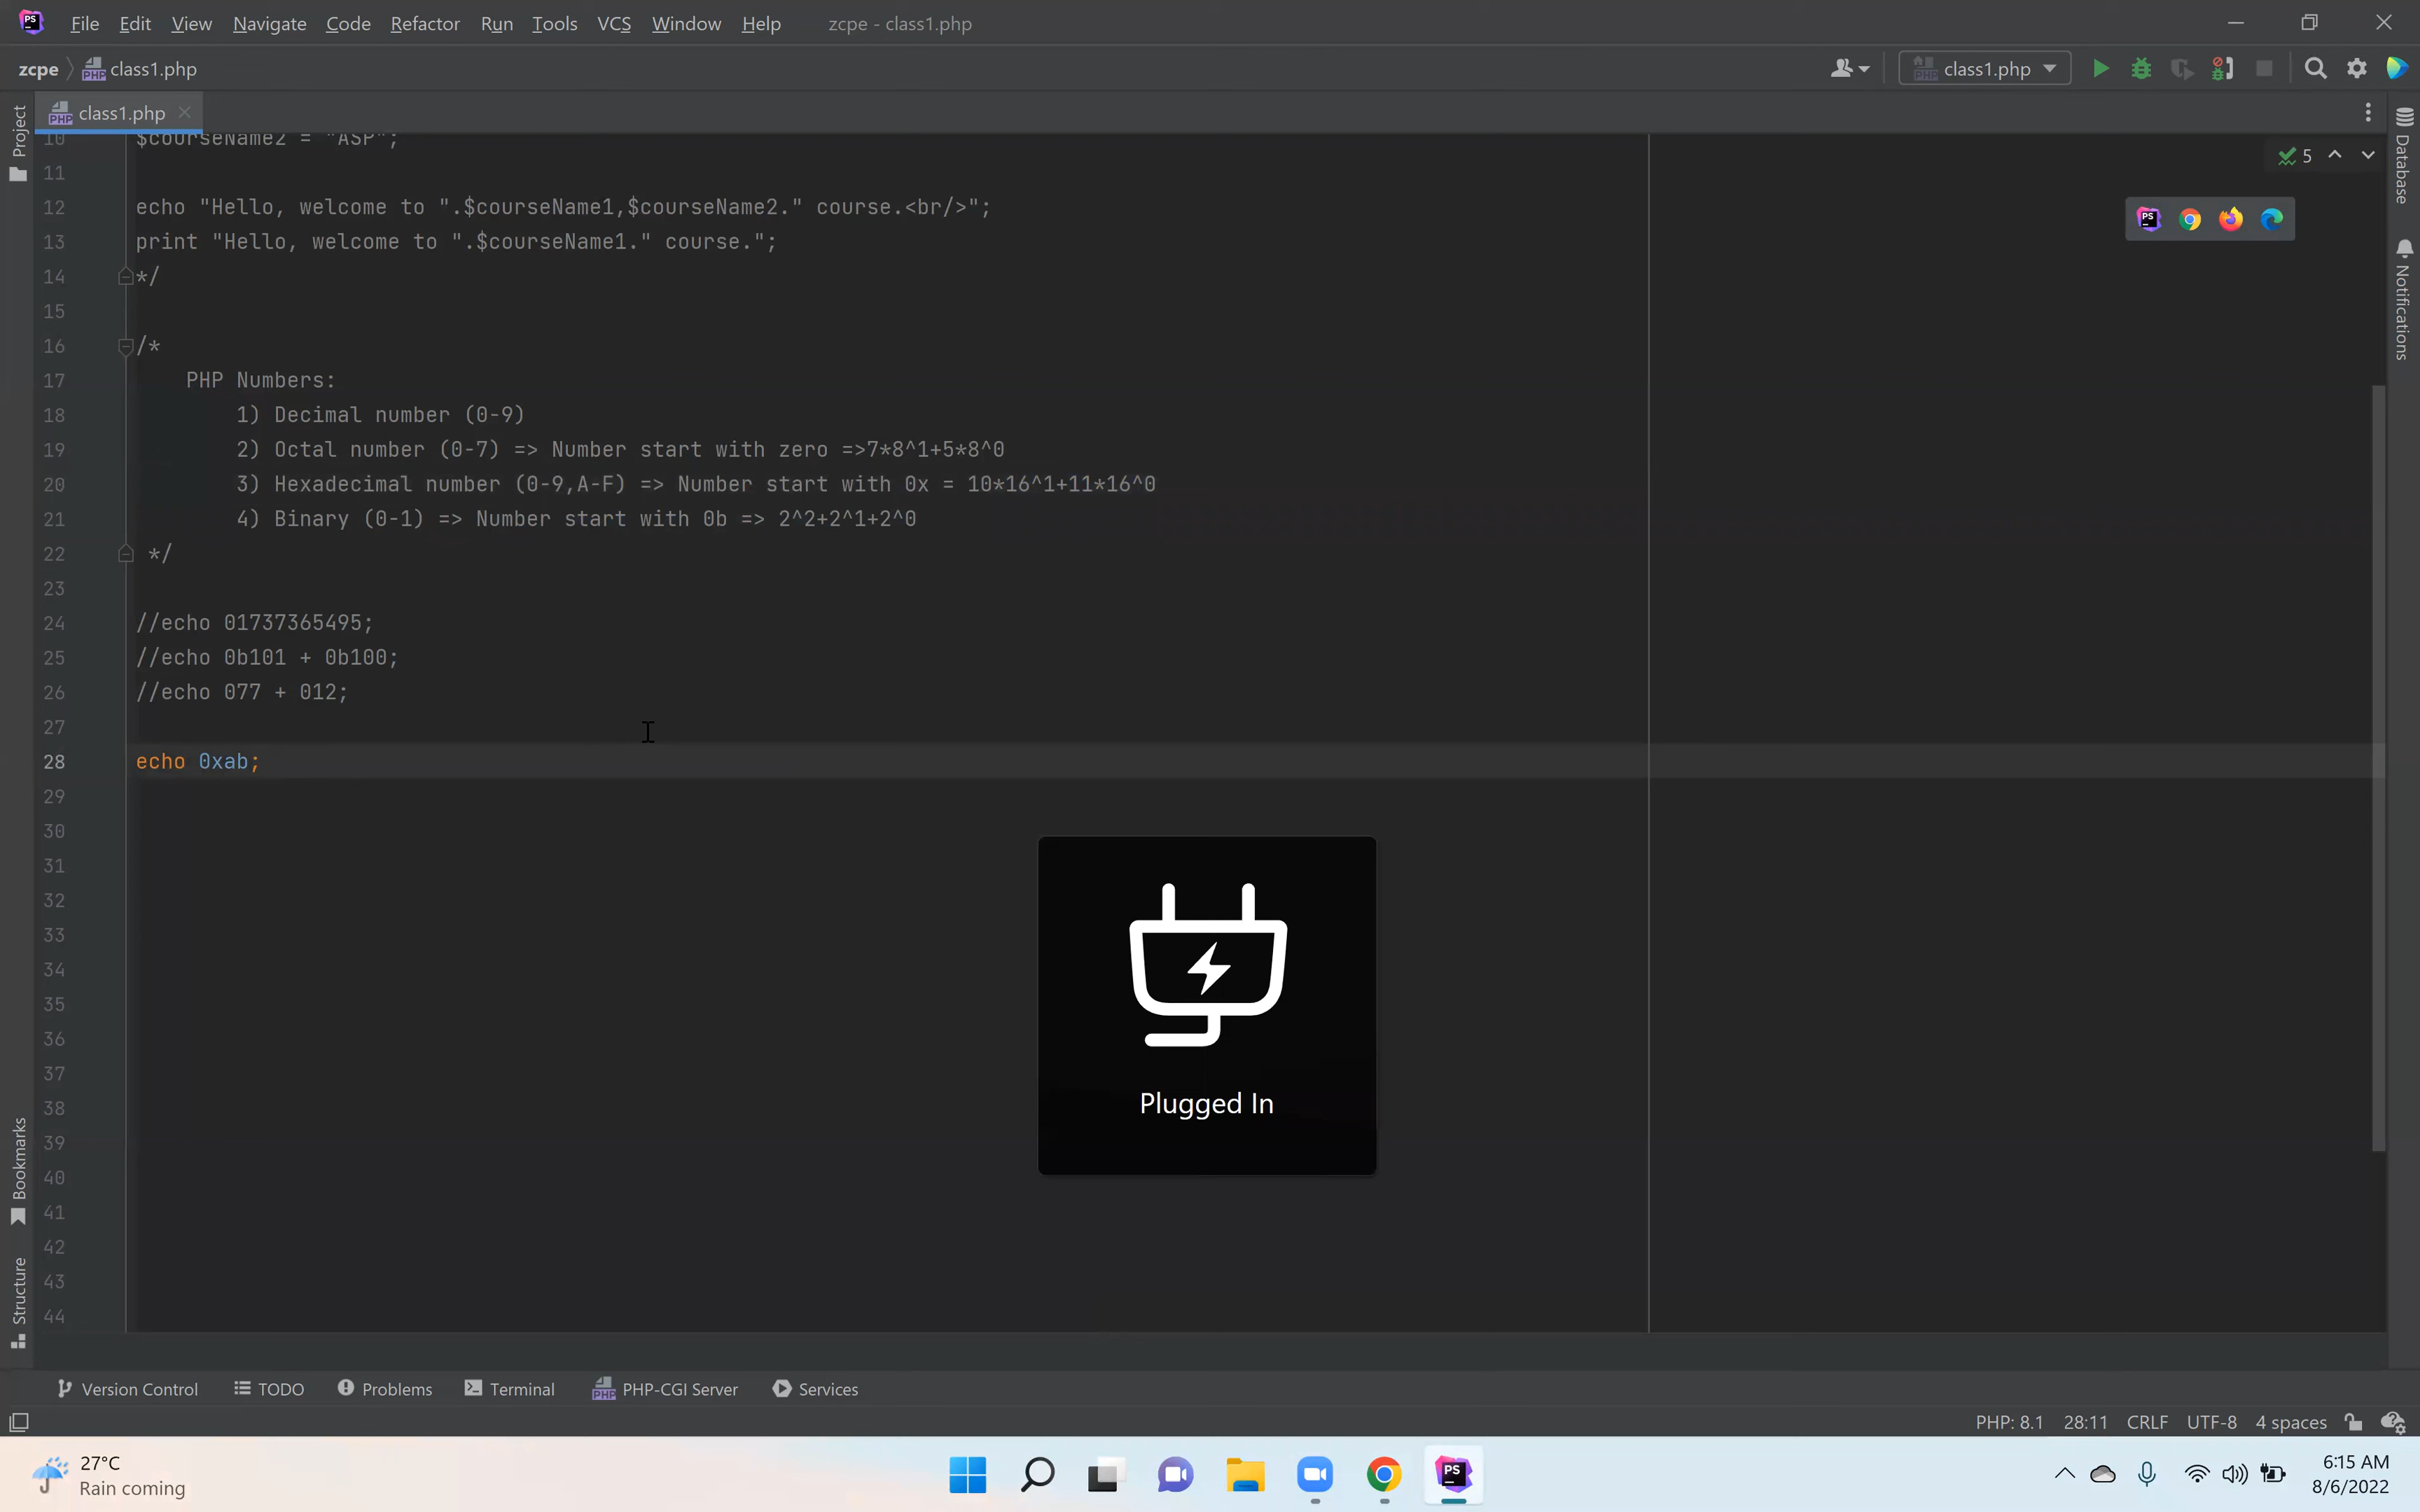 PS File Edit View Navigate Code Refactor Run Tools VCS Window Help zcpe - class1.php
zcpe PHP class1.php
PHP class1.php
PHP class1.php
Project
Database
Notifications
5
PS
10 $courseName2 = "ASP";
11
12 echo "Hello, welcome to ".$courseName1,$courseName2." course.<br/>";
13 print "Hello, welcome to ".$courseName1." course.";
14 */
15
16 /*
17 PHP Numbers:
18 1) Decimal number (0-9)
19 2) Octal number (0-7) => Number start with zero =>7*8^1+5*8^0
20 3) Hexadecimal number (0-9,A-F) => Number start with 0x = 10*16^1+11*16^0
21 4) Binary (0-1) => Number start with 0b => 2^2+2^1+2^0
22 */
23
24 //echo 01737365495;
25 //echo 0b101 + 0b100;
26 //echo 077 + 012;
27
28 echo 0xab;
29
30
31
32
33
34
35
36
37
38
39
40
41
42
43
44
Plugged In
Bookmarks
Structure
Version Control TODO Problems Terminal PHP PHP-CGI Server Services
PHP: 8.1 28:11 CRLF UTF-8 4 spaces
27°C
Rain coming
PS
6:15 AM
8/6/2022